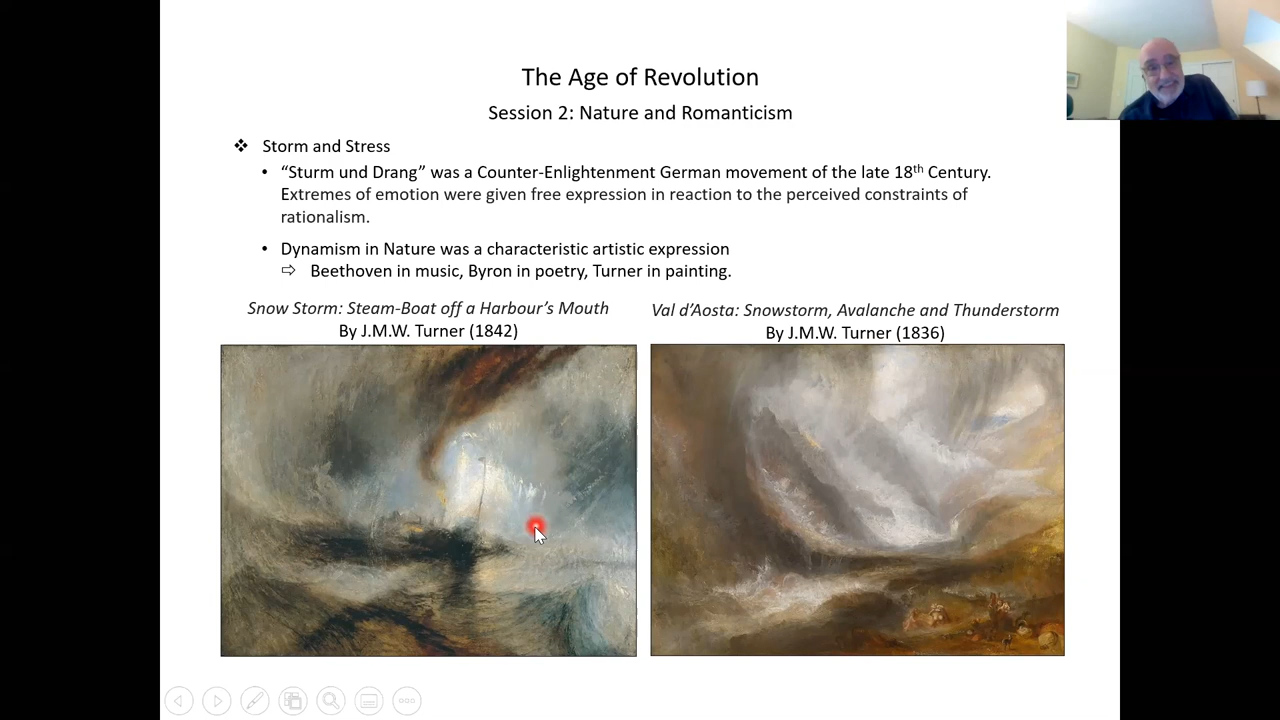 The Age of Revolution
Session 2: Nature and Romanticism
❖ Storm and Stress
• “Sturm und Drang” was a Counter-Enlightenment German movement of the late 18th Century.
Extremes of emotion were given free expression in reaction to the perceived constraints of
rationalism.
• Dynamism in Nature was a characteristic artistic expression
⇨ Beethoven in music, Byron in poetry, Turner in painting.
Snow Storm: Steam-Boat off a Harbour’s Mouth
By J.M.W. Turner (1842)
Val d’Aosta: Snowstorm, Avalanche and Thunderstorm
By J.M.W. Turner (1836)